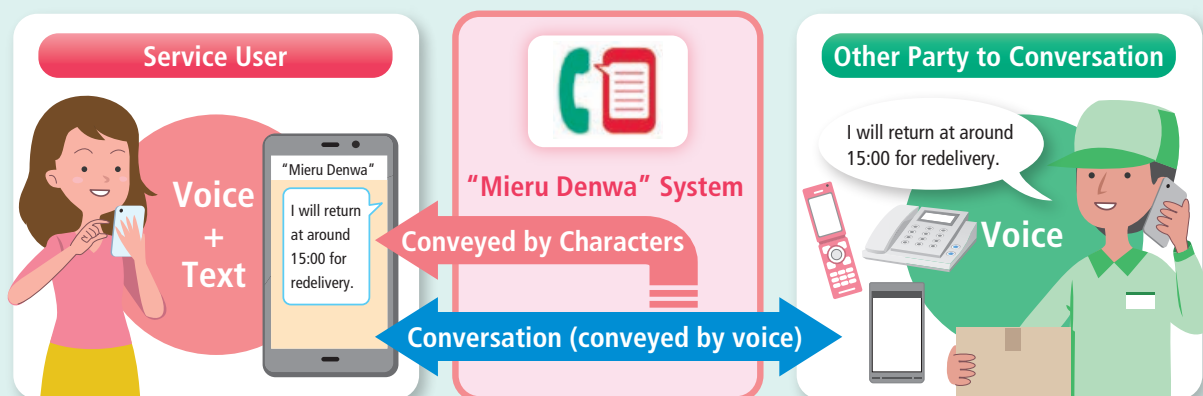 Service User
"Mieru Denwa"
I will return
at around
15:00 for
redelivery.
Voice
+
Text
"Mieru Denwa" System
Conveyed by Characters
Conversation (conveyed by voice)
Other Party to Conversation
I will return at around
15:00 for redelivery.
Voice